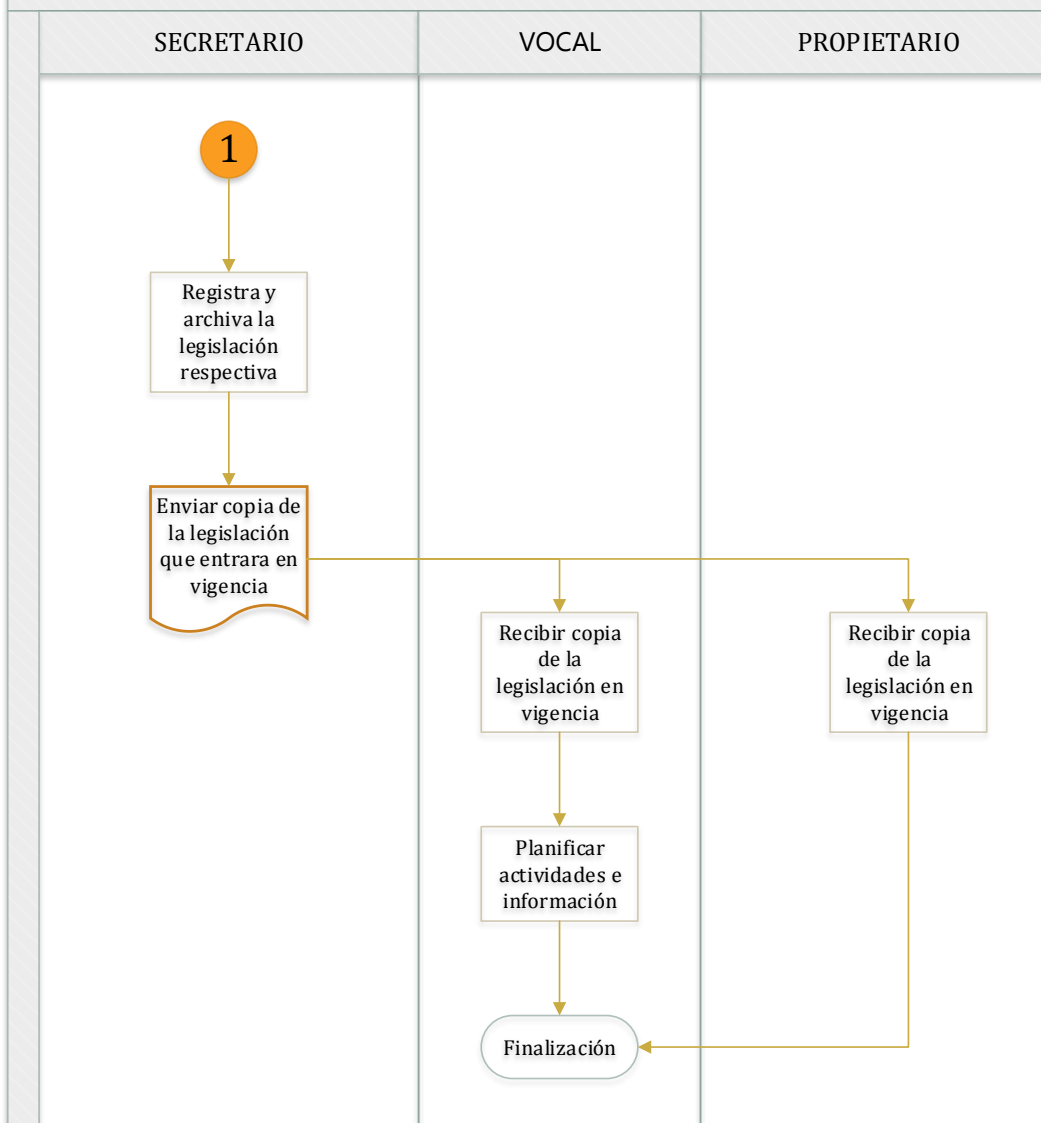 SECRETARIO
VOCAL
PROPIETARIO
1
Registra y
archiva la
legislación
respectiva
Enviar copia de
la legislación
que entrara en
vigencia
Recibir copia
de la
legislación en
vigencia
Recibir copia
de la
legislación en
vigencia
Planificar
actividades e
información
Finalización